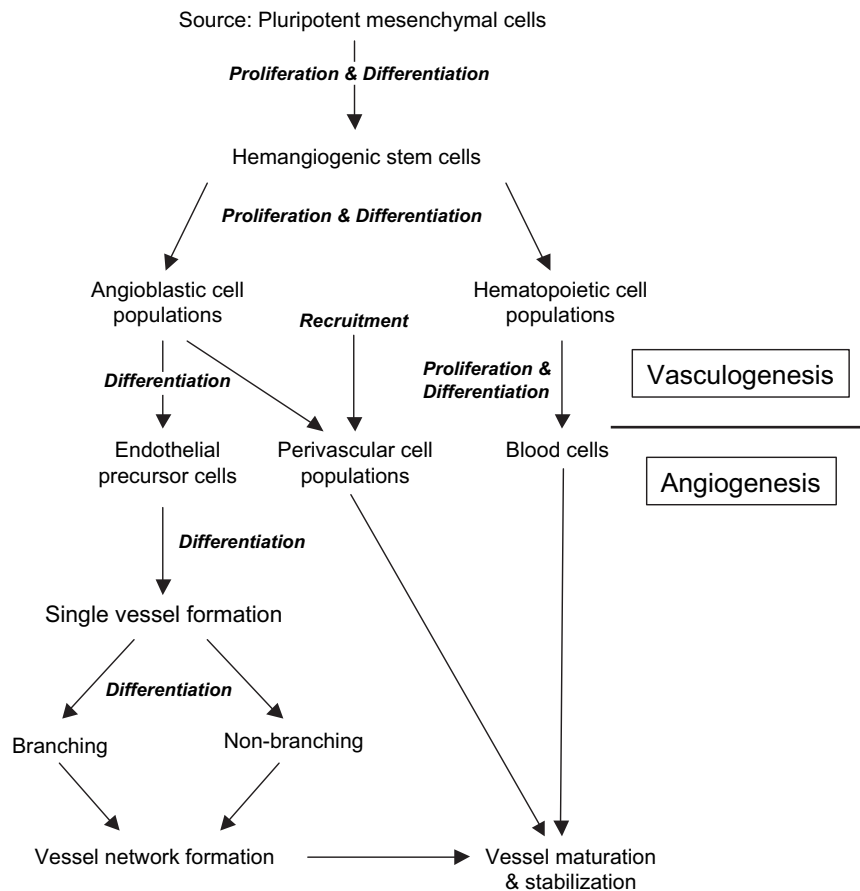 Source: Pluripotent mesenchymal cells
Proliferation & Differentiation
Hemangiogenic stem cells
Proliferation & Differentiation
Angioblastic cell
populations
Hematopoietic cell
populations
Recruitment
Differentiation
Proliferation &
Differentiation
Vasculogenesis
Endothelial
precursor cells
Perivascular cell
populations
Blood cells
Angiogenesis
Differentiation
Single vessel formation
Differentiation
Branching
Non-branching
Vessel network formation
Vessel maturation
& stabilization